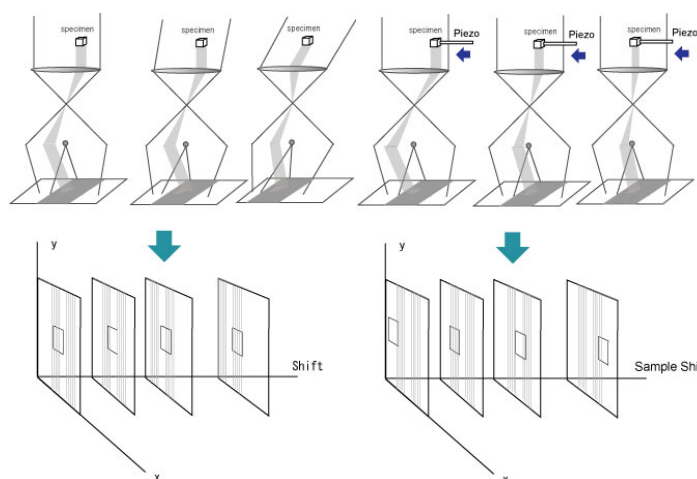 specimen
specimen
specimen
specimen
Piezo
specimen
Piezo
specimen
Piezo
y
Shift
x
y
Sample Shi
x